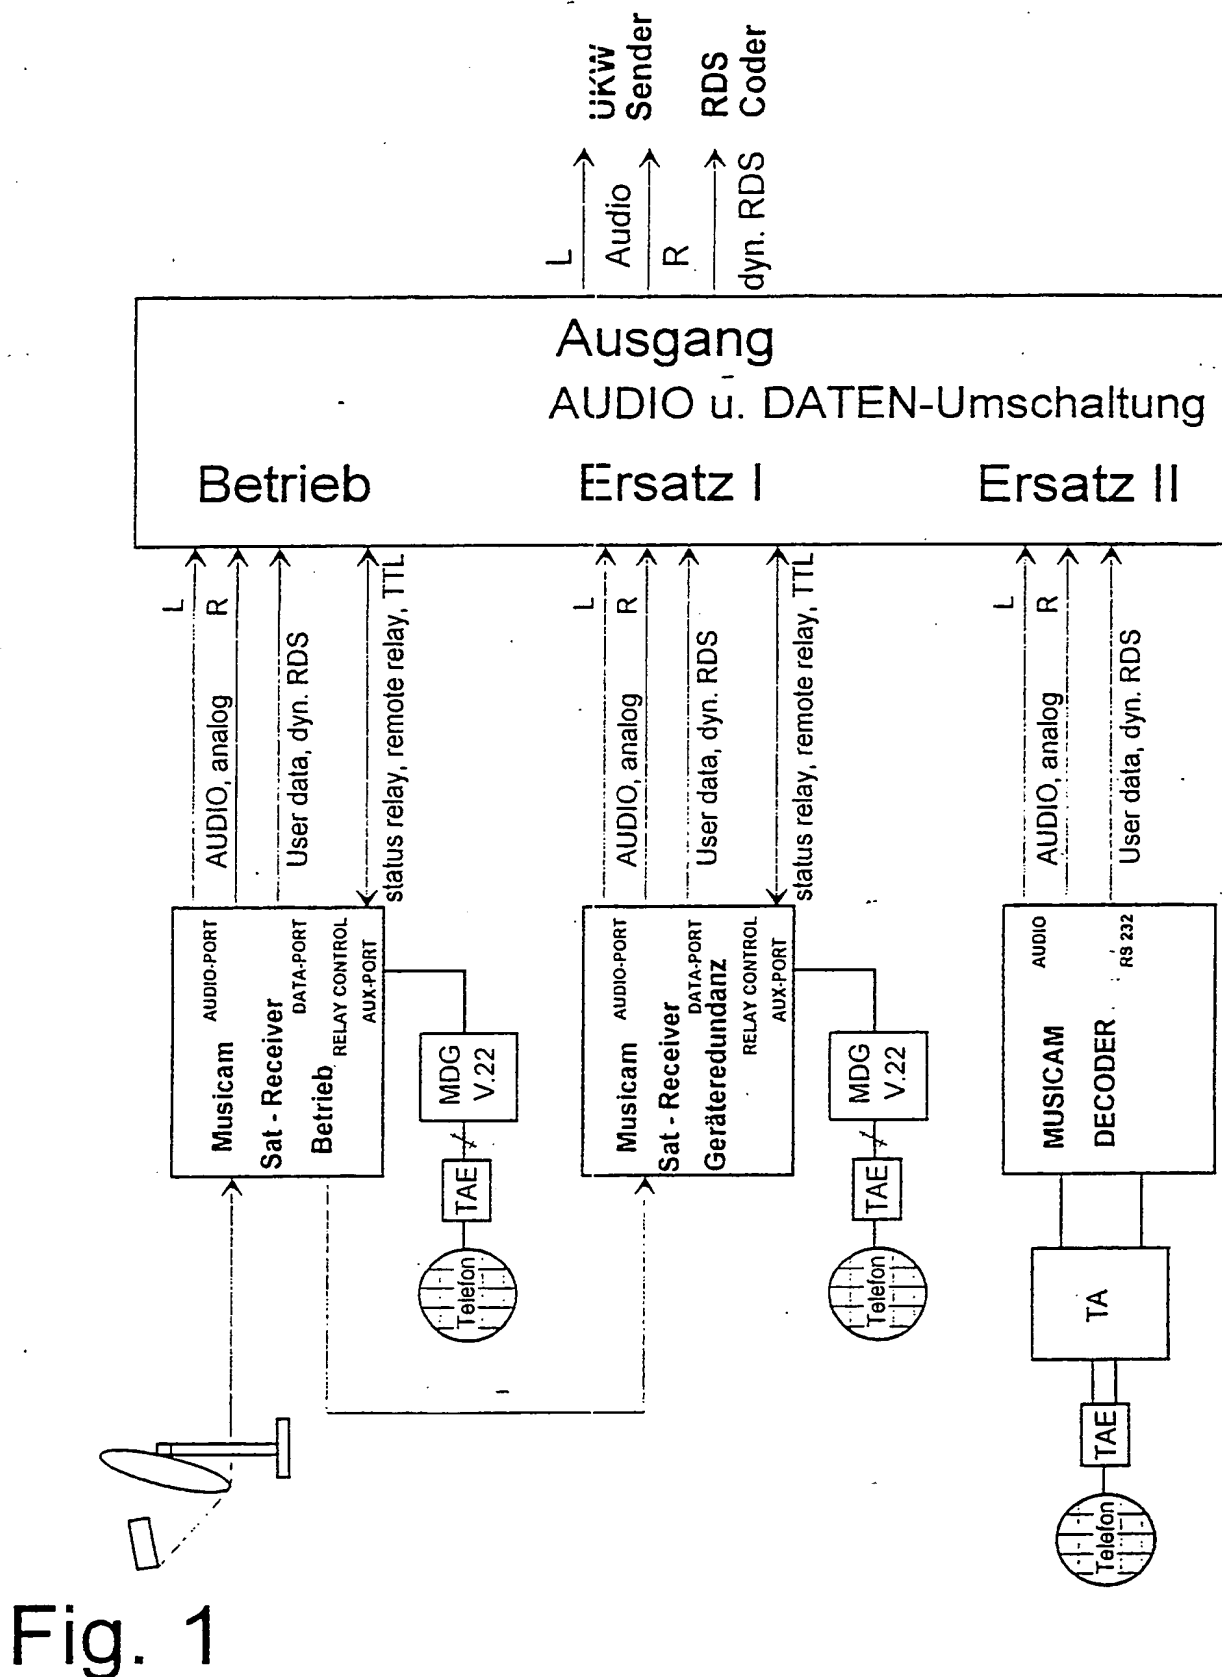 UKW
Sender
RDS
Coder
L
Audio
R
dyn. RDS
Ausgang
AUDIO u. DATEN-Umschaltung
Betrieb
Ersatz I
Ersatz II
L
R
AUDIO, analog
User data, dyn. RDS
status relay, remote relay, TTL
L
R
AUDIO, analog
User data, dyn. RDS
status relay, remote relay, TTL
L
R
AUDIO, analog
User data, dyn. RDS
AUDIO-PORT
Musicam
Sat - Receiver
DATA-PORT
Betrieb
RELAY CONTROL
AUX-PORT
MDG
V.22
TAE
Telefon
AUDIO-PORT
Musicam
Sat - Receiver
DATA-PORT
Geräteredundanz
RELAY CONTROL
AUX-PORT
MDG
V.22
TAE
Telefon
AUDIO
RS 232
MUSICAM
DECODER
TA
TAE
Telefon
Fig. 1